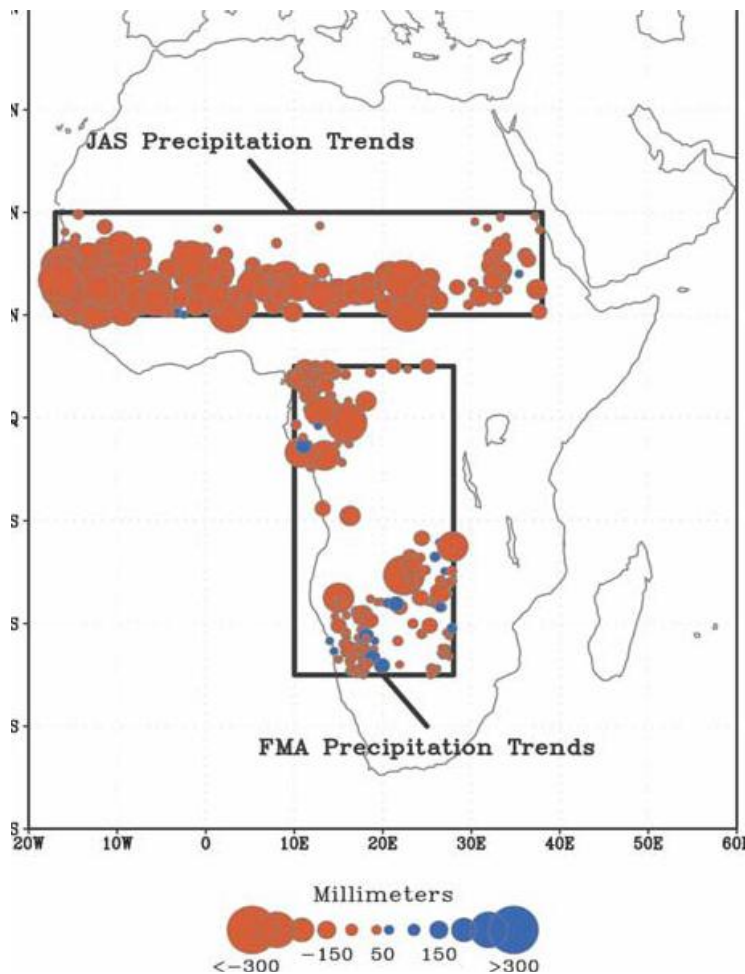 N
JAS Precipitation Trends
N
N
Q
S
S
S
FMA Precipitation Trends
S
20W 10W 0 10E 20E 30E 40E 50E 60E
Millimeters
-150 50 150
<-300 >300